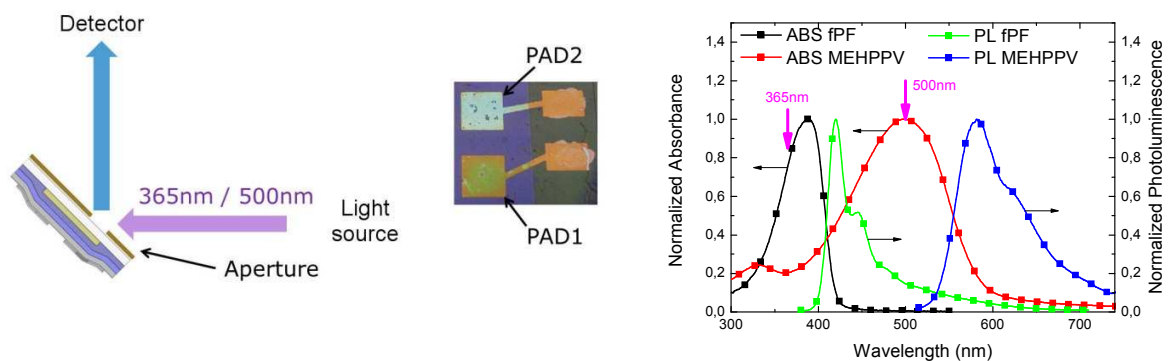 Detector
365nm / 500nm
Light
source
Aperture
PAD2
PAD1
ABS fPF
PL fPF
ABS MEHPPV
PL MEHPPV
365nm
500nm
Normalized Absorbance
1,4
1,2
1,0
0,8
0,6
0,4
0,2
0,0
300
400
500
600
700
Wavelength (nm)
1,4
1,2
1,0
0,8
0,6
0,4
0,2
0,0
Normalized Photoluminescence